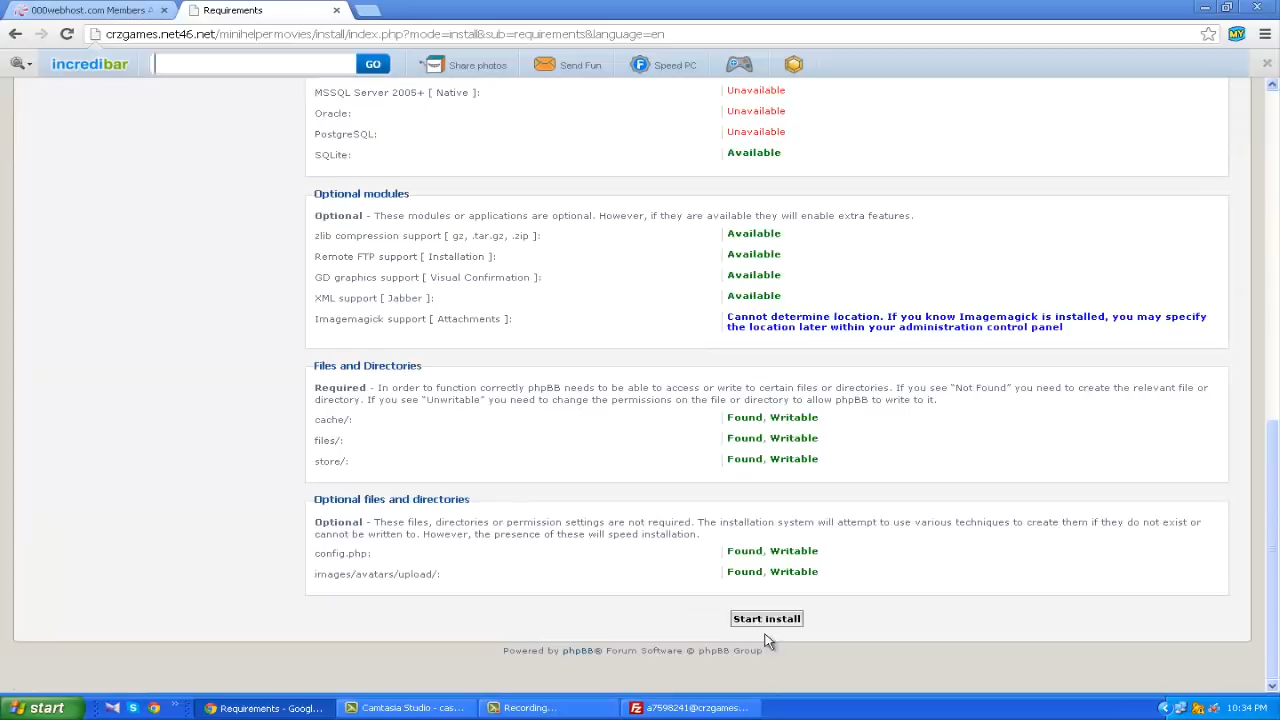 000webhost.com Members A
Requirements
crzgames.net46.net/minihelpermovies/install/index.php?mode=install&sub=requirements&language=en
MY
incredibar
GO
Share photos
Send Fun
Speed PC
MSSQL Server 2005+ [ Native ]:
Unavailable
Oracle:
Unavailable
PostgreSQL:
Unavailable
SQLite:
Available
Optional modules
Optional - These modules or applications are optional. However, if they are available they will enable extra features.
zlib compression support [ gz, .tar.gz, .zip ]:
Available
Remote FTP support [ Installation ]:
Available
GD graphics support [ Visual Confirmation ]:
Available
XML support [ Jabber ]:
Available
Imagemagick support [ Attachments ]:
Cannot determine location. If you know Imagemagick is installed, you may specify
the location later within your administration control panel
Files and Directories
Required - In order to function correctly phpBB needs to be able to access or write to certain files or directories. If you see "Not Found" you need to create the relevant file or
directory. If you see "Unwritable" you need to change the permissions on the file or directory to allow phpBB to write to it.
cache/:
Found, Writable
files/:
Found, Writable
store/:
Found, Writable
Optional files and directories
Optional - These files, directories or permission settings are not required. The installation system will attempt to use various techniques to create them if they do not exist or
cannot be written to. However, the presence of these will speed installation.
config.php:
Found, Writable
images/avatars/upload/:
Found, Writable
Start install
Powered by phpBB® Forum Software © phpBB Group
start
Requirements - Googl...
Camtasia Studio - cas...
Recording...
a7598241@crzgames...
10:34 PM